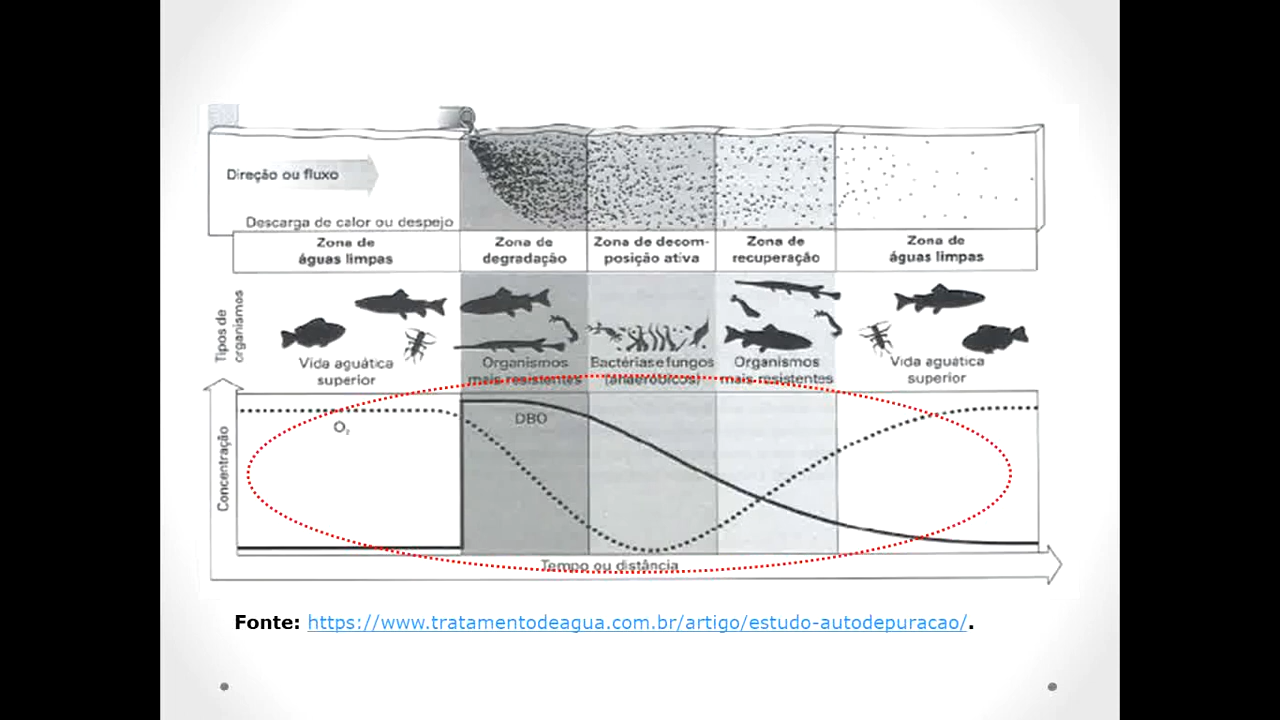 Direção ou fluxo
Descarga de calor ou despejo
Zona de
águas limpas
Zona de
degradação
Zona de decom-
posição ativa
Zona de
recuperação
Zona de
águas limpas
Tipos de
organismos
Vida aquática
superior
Organismos
mais resistentes
Bactérias e fungos
(anaeróbicos)
Organismos
mais resistentes
Vida aquática
superior
Concentração
O₂
DBO
Tempo ou distância
Fonte: https://www.tratamentodeagua.com.br/artigo/estudo-autodepuracao/.